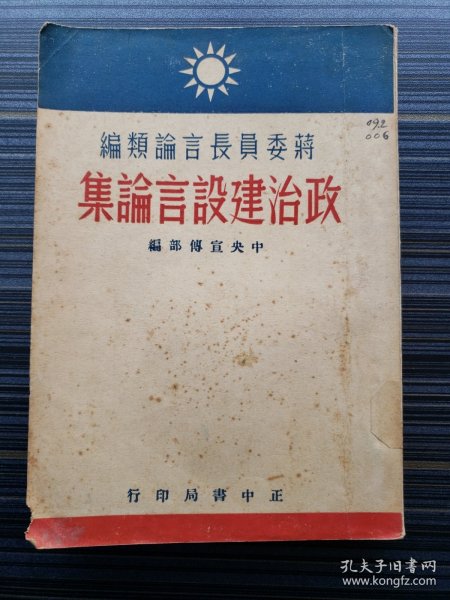 092
006
蔣委員長言論類編
政治建設言論集
中央宣傳部編
正中書局印行
孔夫子旧书网
www.kongfz.com